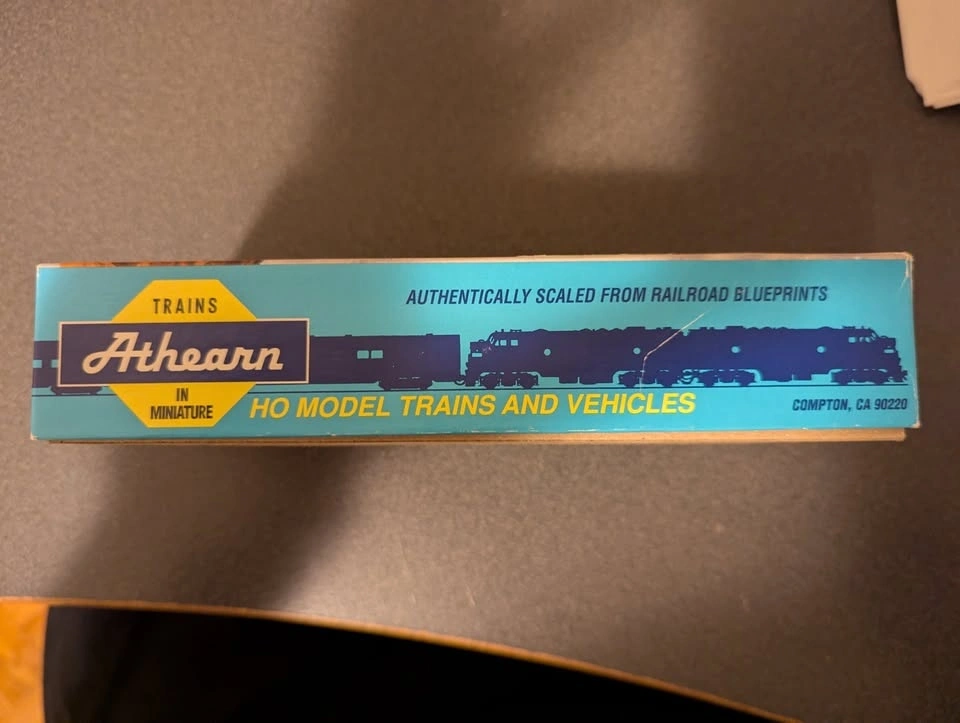 TRAINS
Athearn
IN
MINIATURE
AUTHENTICALLY SCALED FROM RAILROAD BLUEPRINTS
HO MODEL TRAINS AND VEHICLES
COMPTON, CA 90220